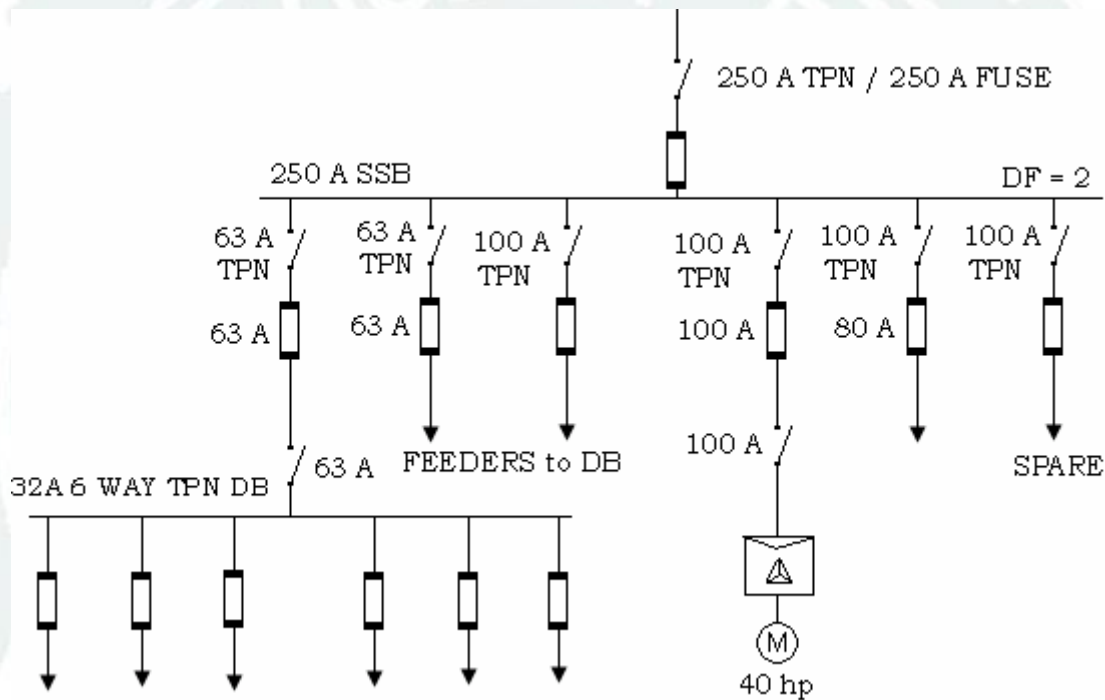 250 A TPN / 250 A FUSE
250 A SSB
DF = 2
63 A
TPN
63 A
TPN
100 A
TPN
100 A
TPN
100 A
TPN
100 A
TPN
63 A
63 A
100 A
80 A
63 A
FEEDERS to DB
100 A
SPARE
32A 6 WAY TPN DB
M
40 hp